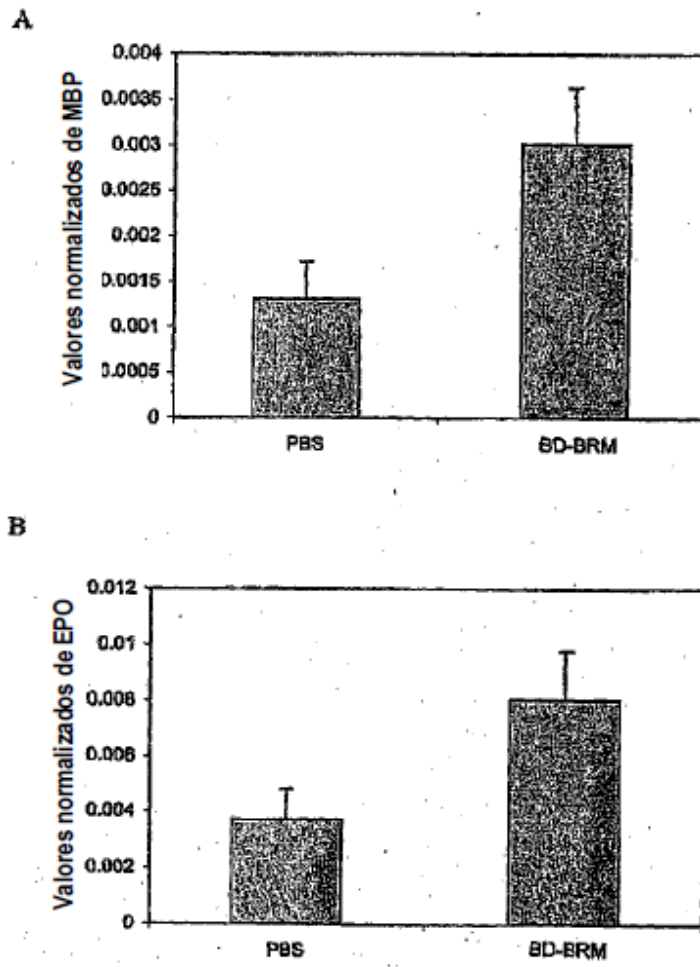 A
Valores normalizados de MBP
0.004
0.0035
0.003
0.0025
0.002
0.0015
0.001
0.0005
0
PBS
BD-BRM
B
Valores normalizados de EPO
0.012
0.01
0.008
0.006
0.004
0.002
0
PBS
BD-BRM